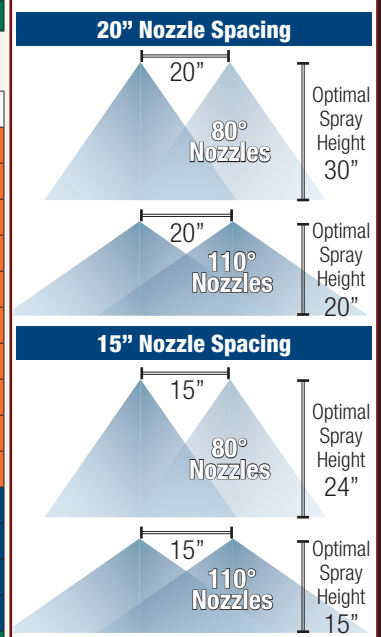 20” Nozzle Spacing
20”
80°
Nozzles
Optimal
Spray
Height
30”
20”
110°
Nozzles
Optimal
Spray
Height
20”
15” Nozzle Spacing
15”
80°
Nozzles
Optimal
Spray
Height
24”
15”
110°
Nozzles
Optimal
Spray
Height
15”